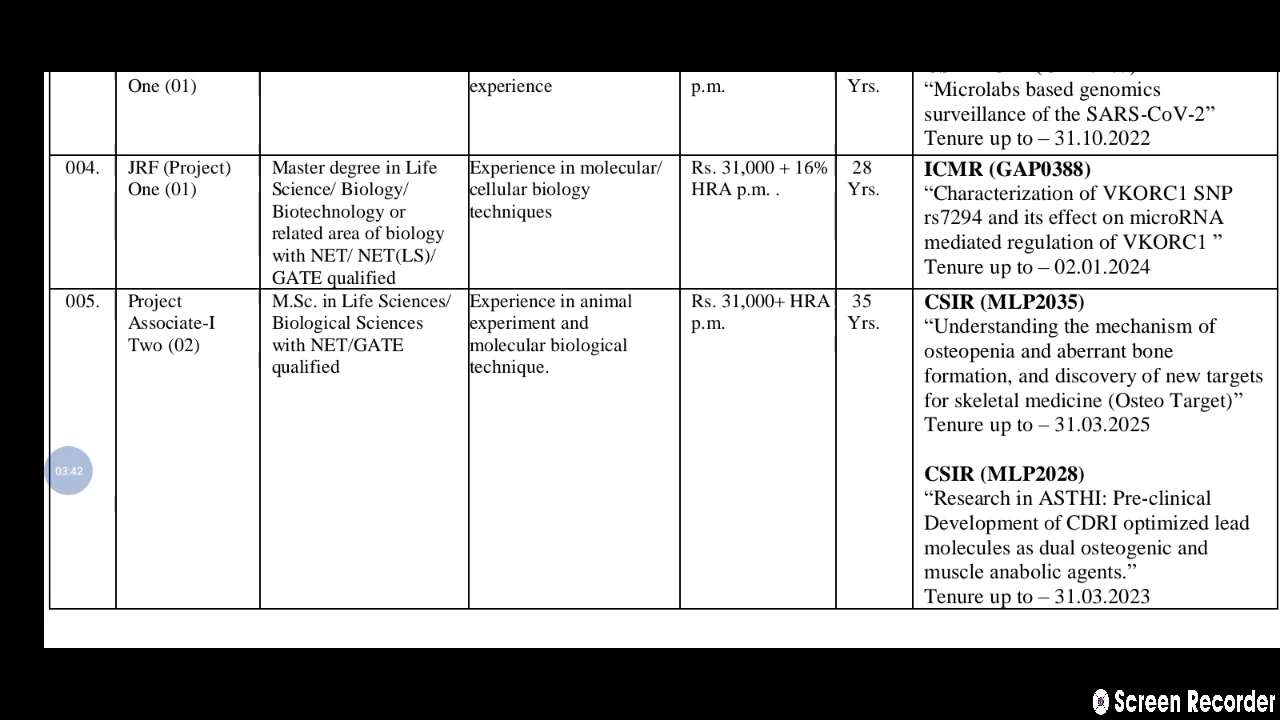 One (01)
experience
p.m.
Yrs.
“Microlabs based genomics
surveillance of the SARS-CoV-2”
Tenure up to – 31.10.2022
004.
JRF (Project)
One (01)
Master degree in Life
Science/ Biology/
Biotechnology or
related area of biology
with NET/ NET(LS)/
GATE qualified
Experience in molecular/
cellular biology
techniques
Rs. 31,000 + 16%
HRA p.m. .
28
Yrs.
ICMR (GAP0388)
“Characterization of VKORC1 SNP
rs7294 and its effect on microRNA
mediated regulation of VKORC1 ”
Tenure up to – 02.01.2024
005.
Project
Associate-I
Two (02)
M.Sc. in Life Sciences/
Biological Sciences
with NET/GATE
qualified
Experience in animal
experiment and
molecular biological
technique.
Rs. 31,000+ HRA
p.m.
35
Yrs.
CSIR (MLP2035)
“Understanding the mechanism of
osteopenia and aberrant bone
formation, and discovery of new targets
for skeletal medicine (Osteo Target)”
Tenure up to – 31.03.2025
CSIR (MLP2028)
“Research in ASTHI: Pre-clinical
Development of CDRI optimized lead
molecules as dual osteogenic and
muscle anabolic agents.”
Tenure up to – 31.03.2023
03:42
Screen Recorder